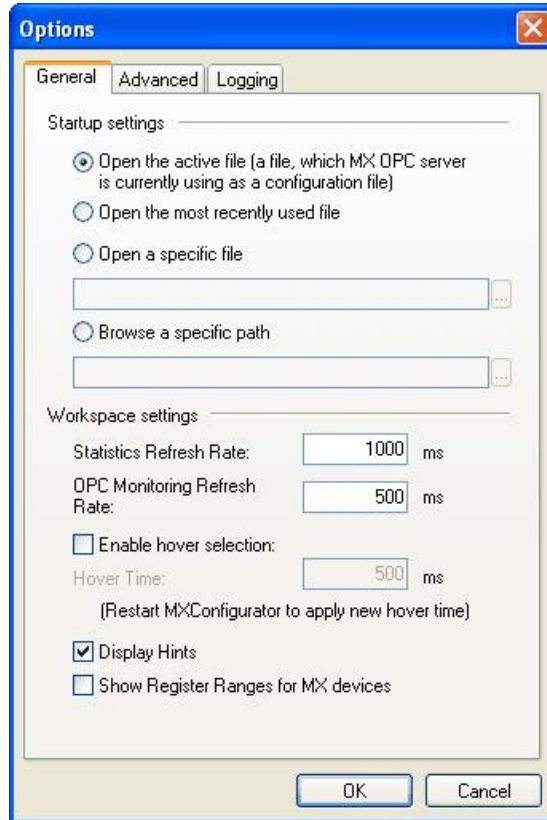 Options
General
Advanced
Logging
Startup settings
Open the active file (a file, which MX OPC server
is currently using as a configuration file)
Open the most recently used file
Open a specific file
...
Browse a specific path
...
Workspace settings
Statistics Refresh Rate: 1000 ms
OPC Monitoring Refresh
Rate: 500 ms
Enable hover selection:
Hover Time: 500 ms
(Restart MXConfigurator to apply new hover time)
Display Hints
Show Register Ranges for MX devices
OK
Cancel